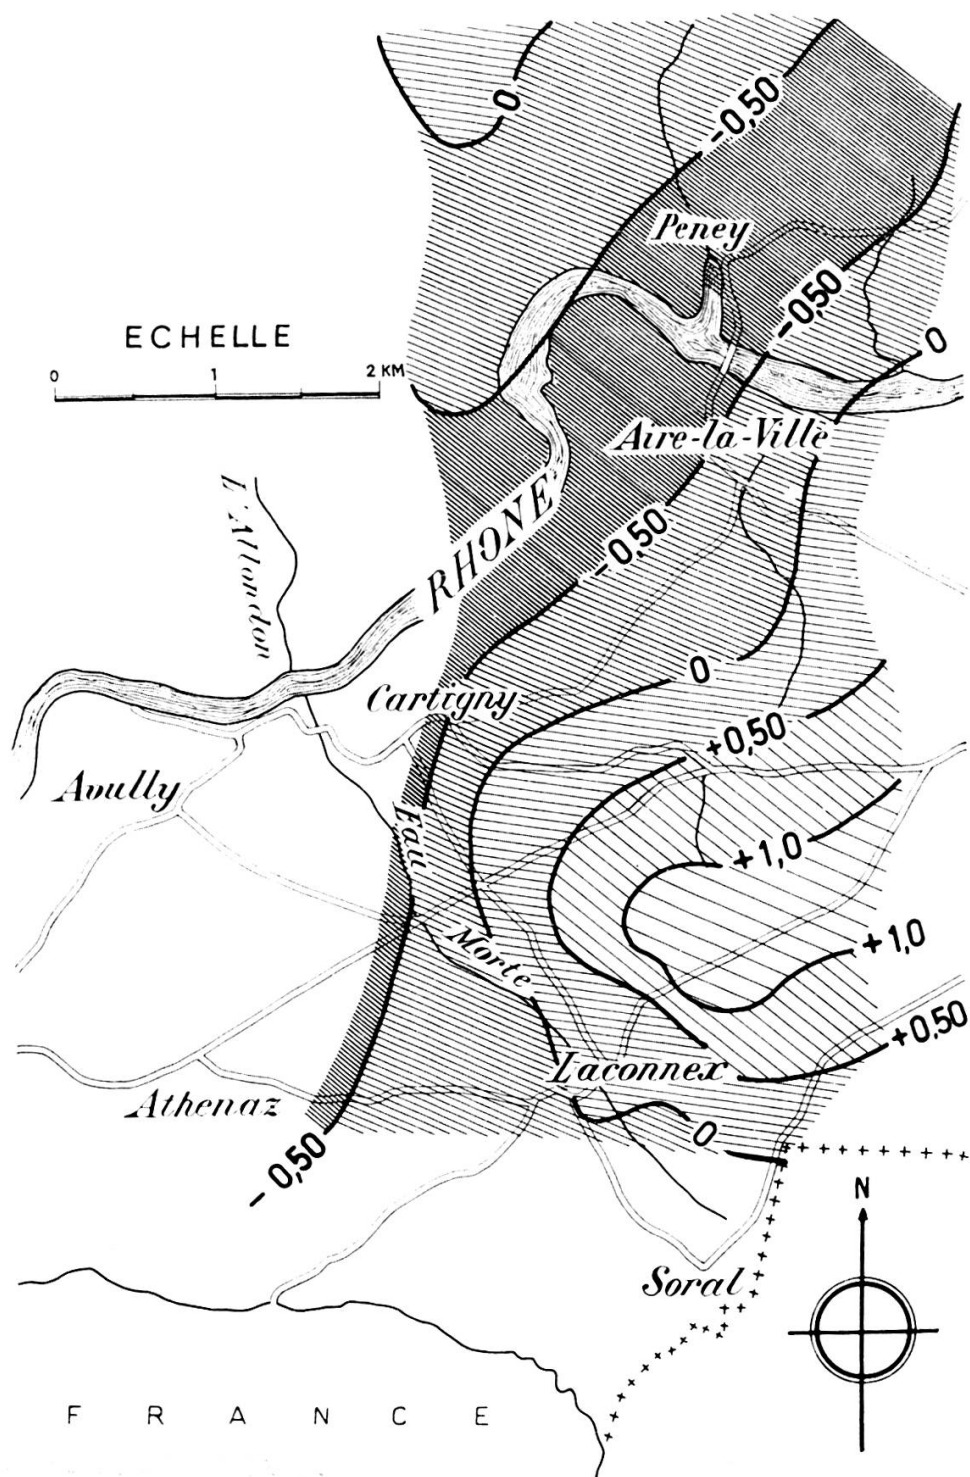 0
-0,50
Peney
ECHELLE
0 1 2 KM
-0,50
0
Aire-la-Ville
L'Allondon
RHONE
-0,50
Cartigny
0
+0,50
Avully
Eau
+1,0
Morte
+1,0
+0,50
Laconnex
Athenaz
0
-0,50
N
Soral
FRANCE